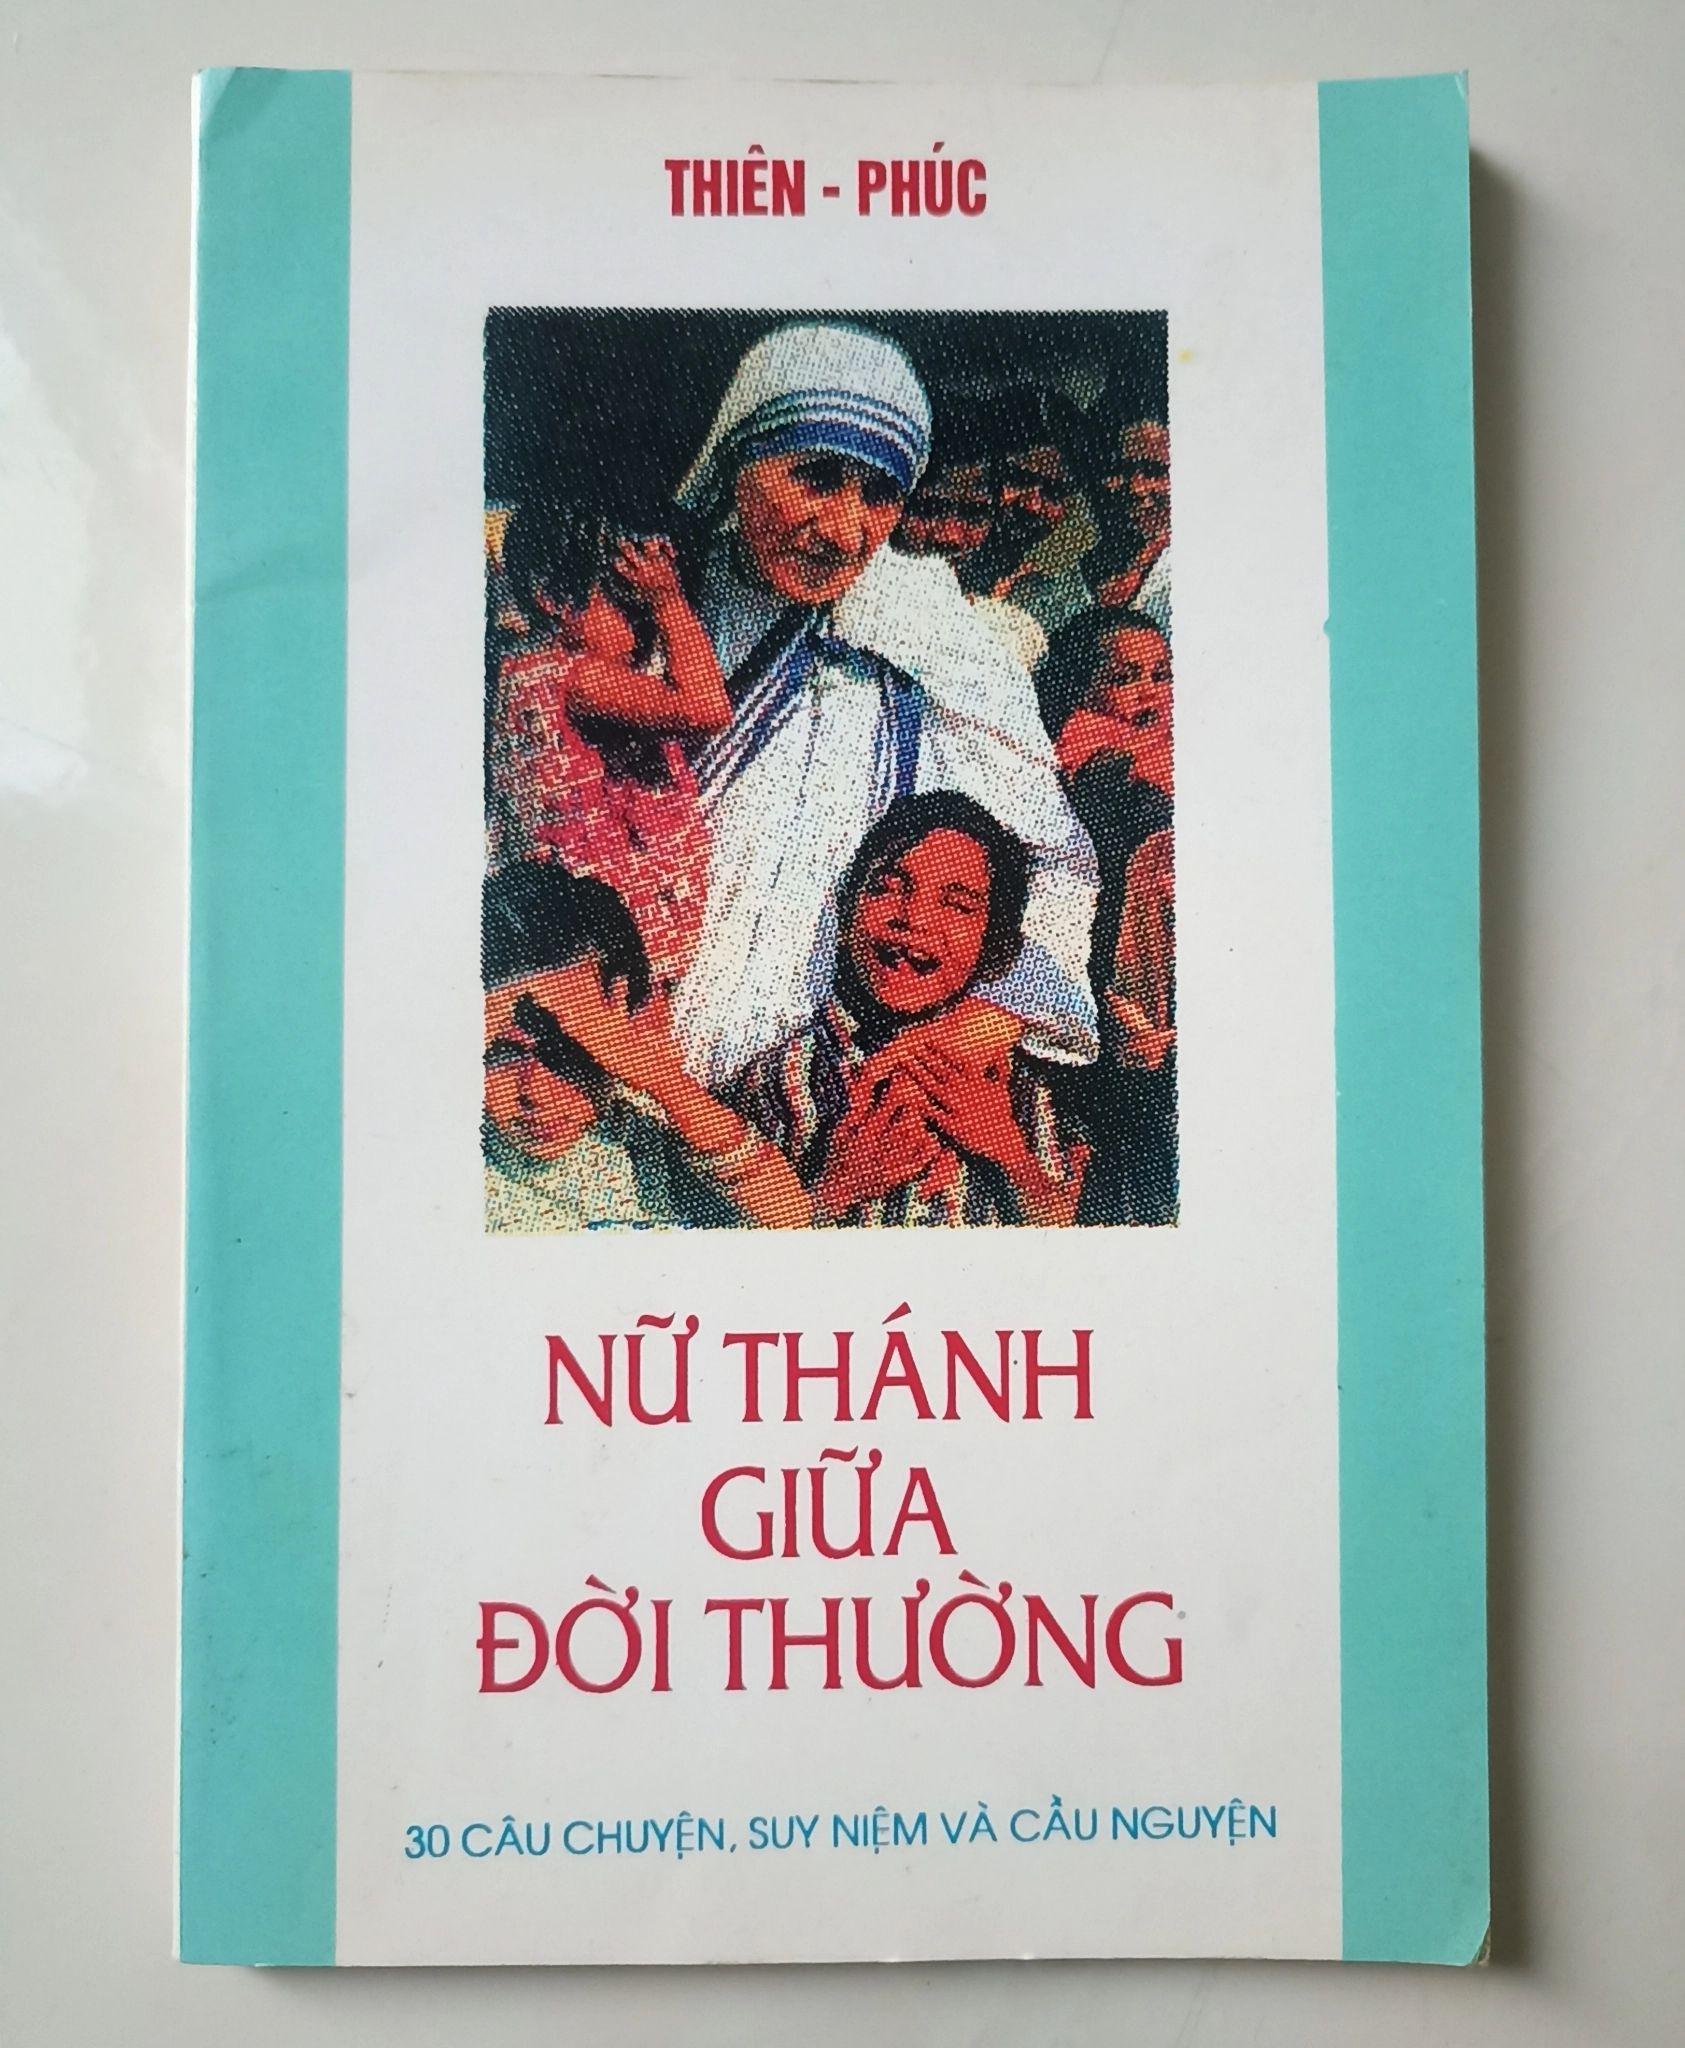 THIÊN - PHÚC
NỮ THÁNH
GIỮA
ĐỜI THƯỜNG
30 CÂU CHUYỆN, SUY NIỆM VÀ CẦU NGUYỆN